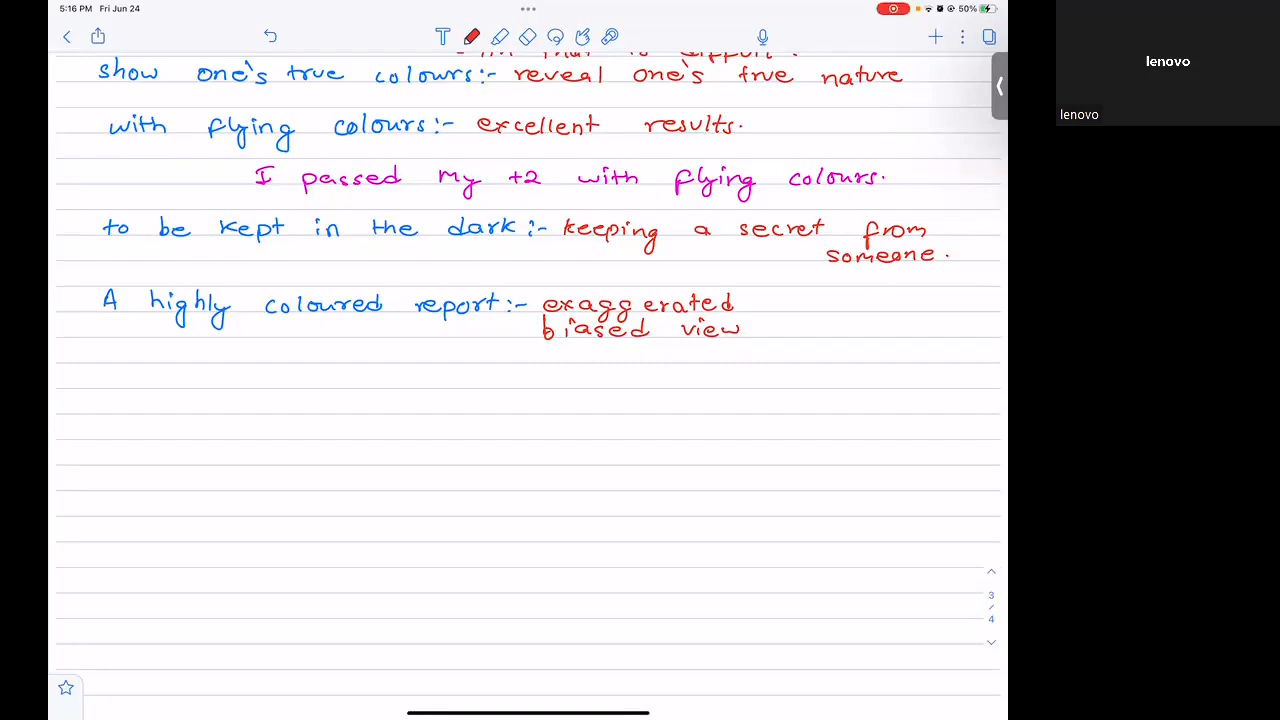 5:16 PM Fri Jun 24
50%
show one's true colours:- reveal one's true nature
with flying colours:- excellent results.
I passed my +2 with flying colours.
to be kept in the dark:- keeping a secret from
someone.
A highly coloured report:- exaggerated
biased view
3
/
4
lenovo
lenovo